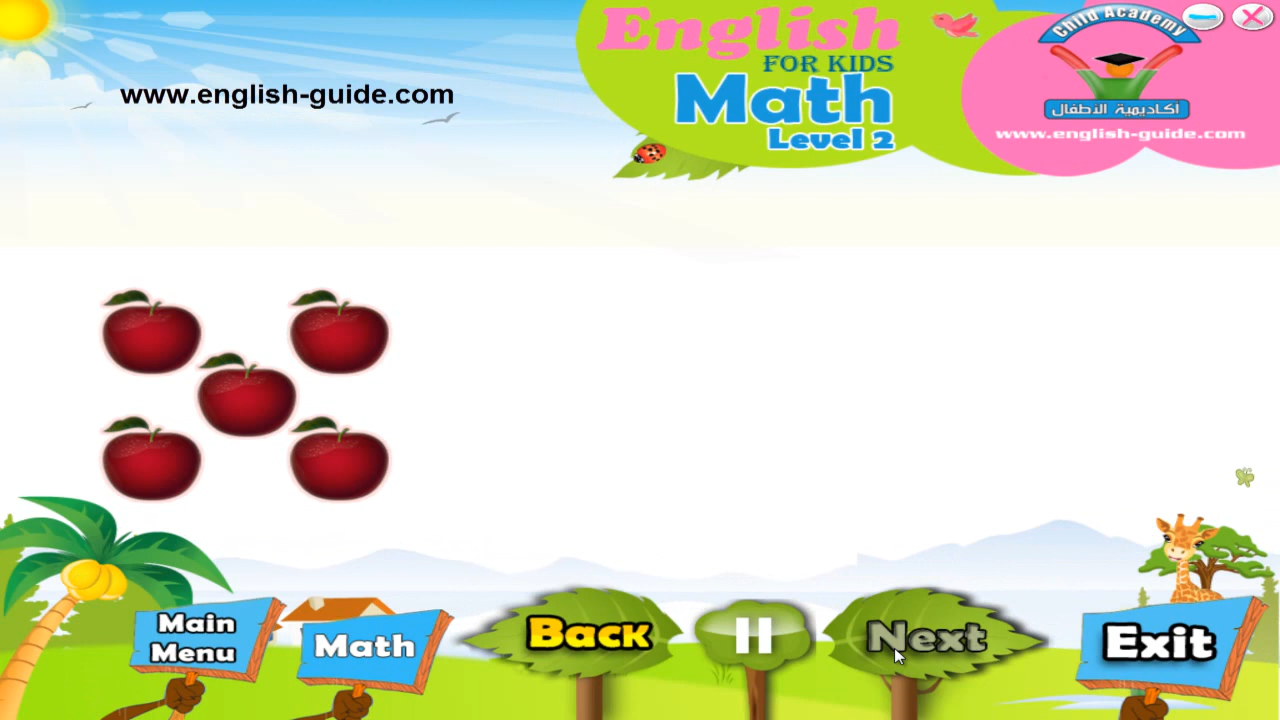 www.english-guide.com
English
FOR KIDS
Math
Level 2
Child Academy
أكاديمية الأطفال
www.english-guide.com
Main
Menu
Math
Back
Next
Exit